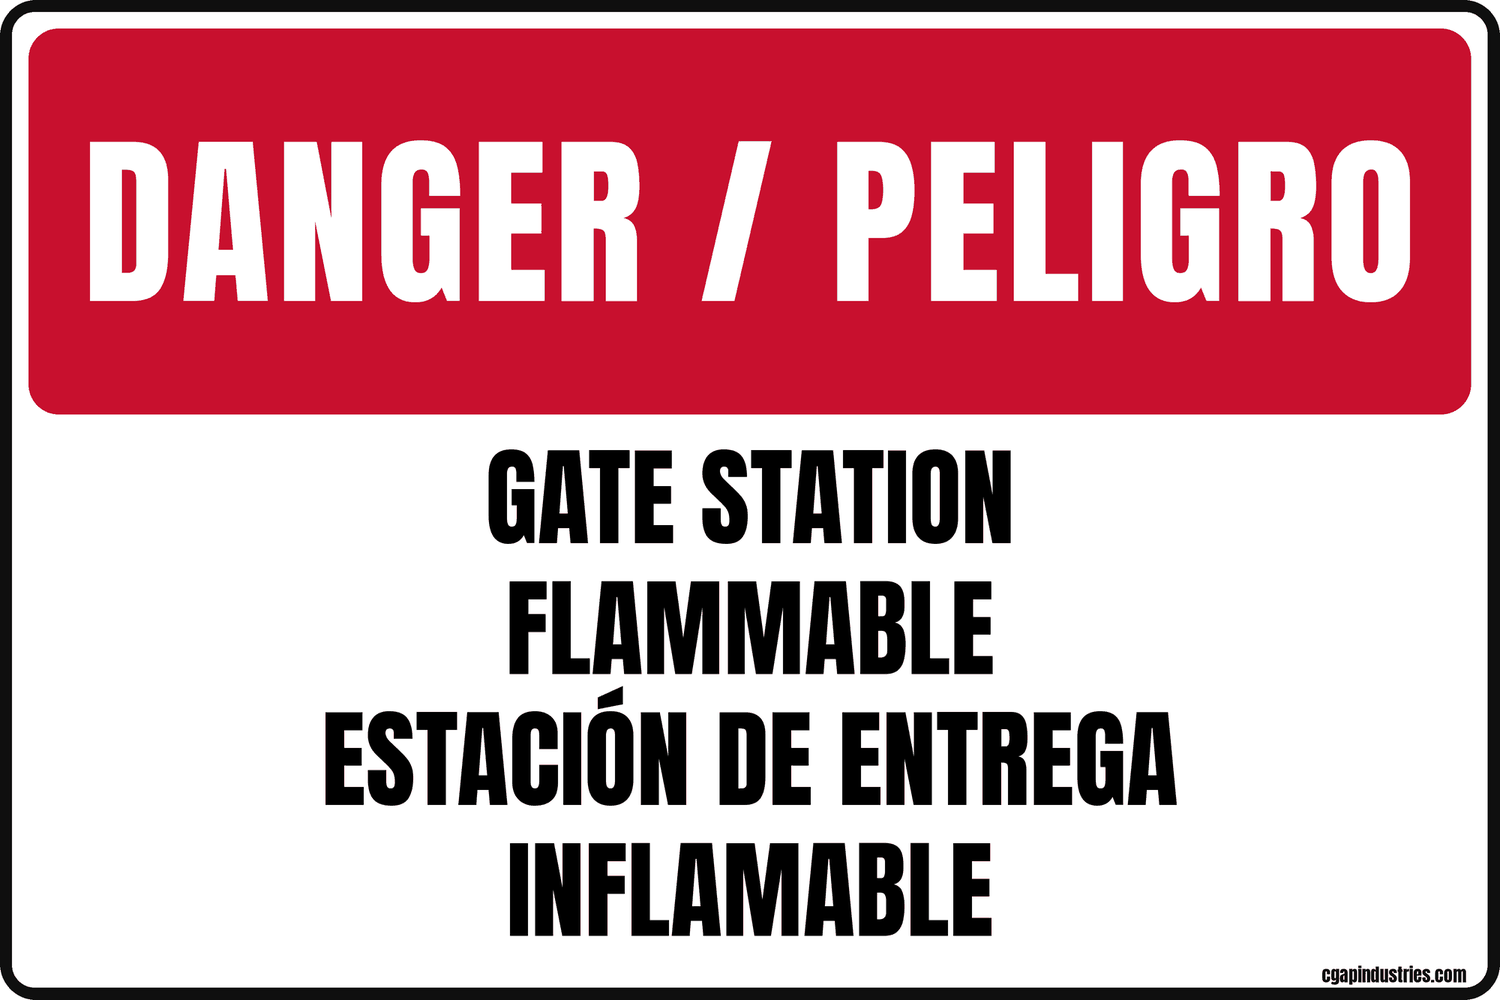 DANGER / PELIGRO
GATE STATION
FLAMMABLE
ESTACIÓN DE ENTREGA
INFLAMABLE
cgapindustries.com